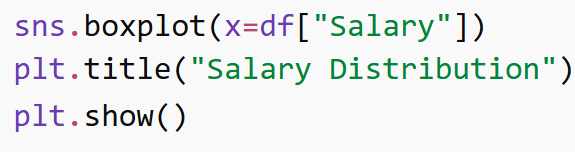 sns.boxplot(x=df["Salary"])
plt.title("Salary Distribution")
plt.show()